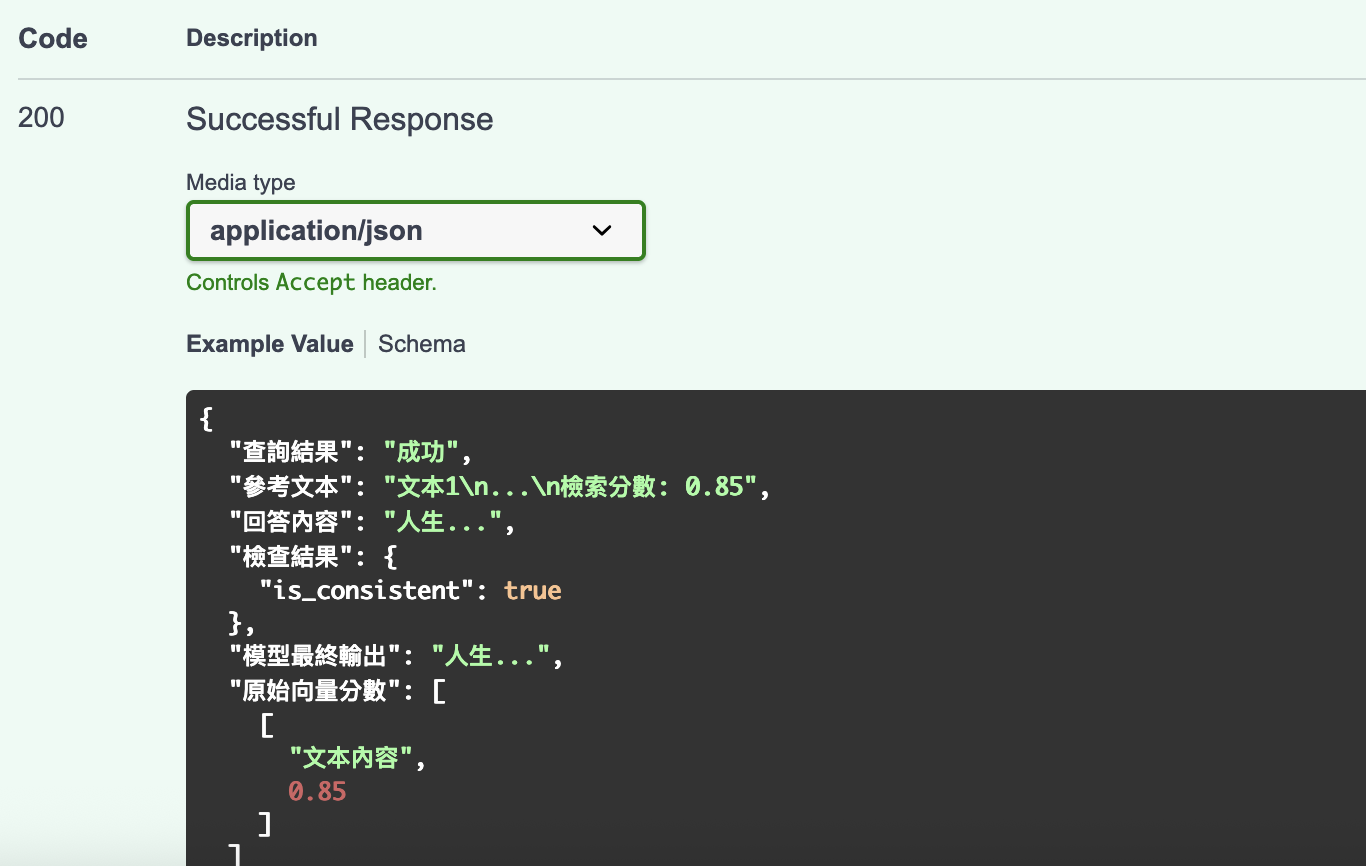 Code Description
200 Successful Response
Media type
application/json
Controls Accept header.
Example Value Schema
{
"查詢結果": "成功",
"參考文本": "文本1\n...\n檢索分數: 0.85",
"回答內容": "人生...",
"檢查結果": {
"is_consistent": true
},
"模型最終輸出": "人生...",
"原始向量分數": [
[
"文本內容",
0.85
]
]